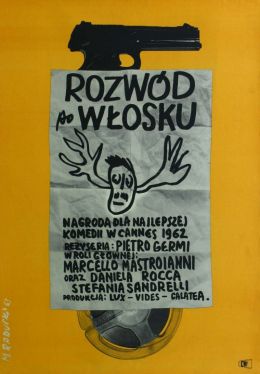 ROZWÓD
po WŁOSKU
NAGRODA DLA NAJLEPSZEJ
KOMEDII W CANNES 1962
REŻYSERIA: PIETRO GERMI
W ROLI GŁÓWNEJ:
MARCELLO MASTROIANNI
ORAZ DANIELA ROCCA
STEFANIA SANDRELLI
PRODUKCJA: LUX - VIDES - GALATEA.